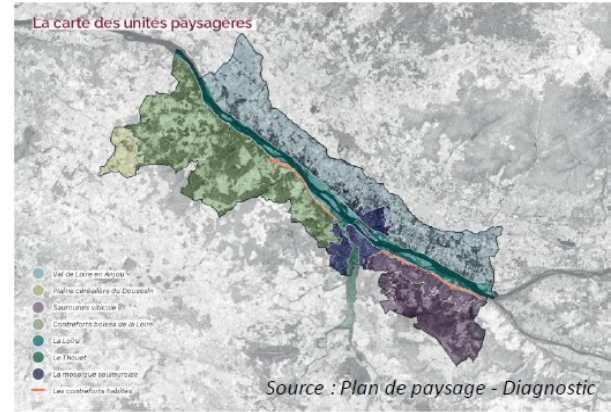 La carte des unités paysagères
Val de Loire en Anjou
Plaine céréalière du Douessin
Saumurois viticole
Contreforts boisés de la Loire
La Loire
Le Thouet
La mosaïque saumuroise
Les contreforts habités
Source : Plan de paysage - Diagnostic